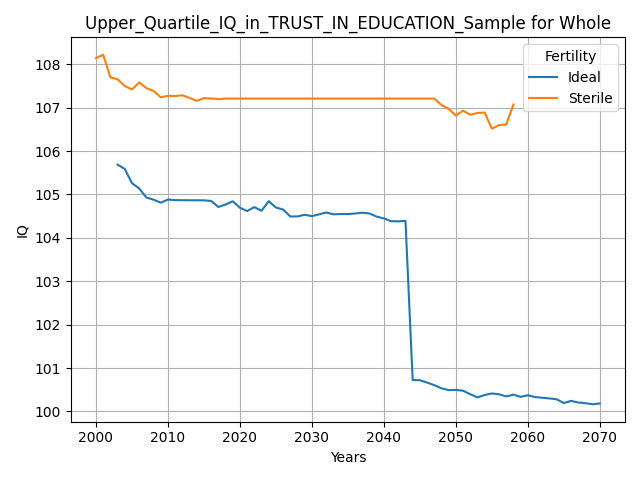 Upper_Quartile_IQ_in_TRUST_IN_EDUCATION_Sample for Whole
Fertility
Ideal
Sterile
108
107
106
105
104
103
102
101
100
IQ
2000 2010 2020 2030 2040 2050 2060 2070
Years